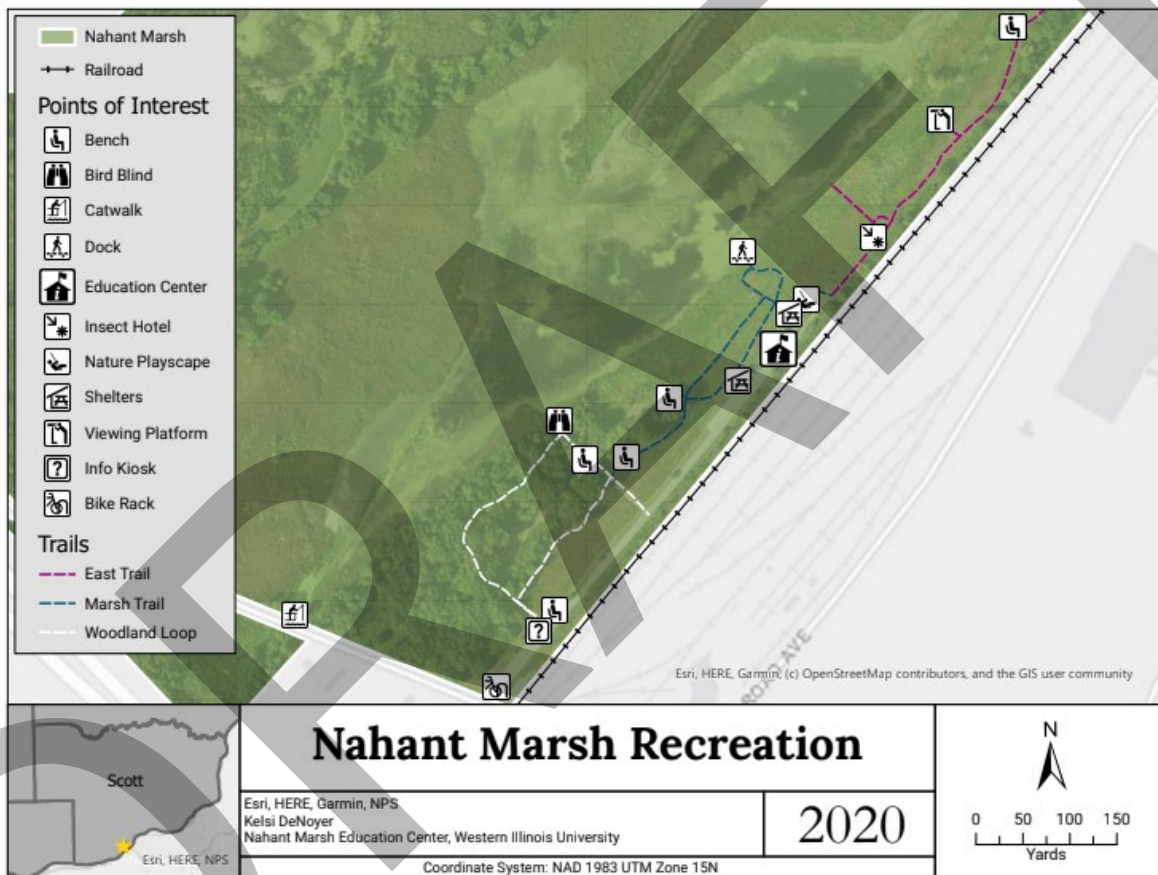 Nahant Marsh
Railroad
Points of Interest
Bench
Bird Blind
Catwalk
Dock
Education Center
Insect Hotel
Nature Playscape
Shelters
Viewing Platform
Info Kiosk
Bike Rack
Trails
East Trail
Marsh Trail
Woodland Loop
?
?
ROAD AVE
Esri, HERE, Garmin, (c) OpenStreetMap contributors, and the GIS user community
DRAFT
Scott
Esri, HERE, NPS
Nahant Marsh Recreation
Esri, HERE, Garmin, NPS
Kelsi DeNoyer
Nahant Marsh Education Center, Western Illinois University
2020
Coordinate System: NAD 1983 UTM Zone 15N
N
0 50 100 150
Yards